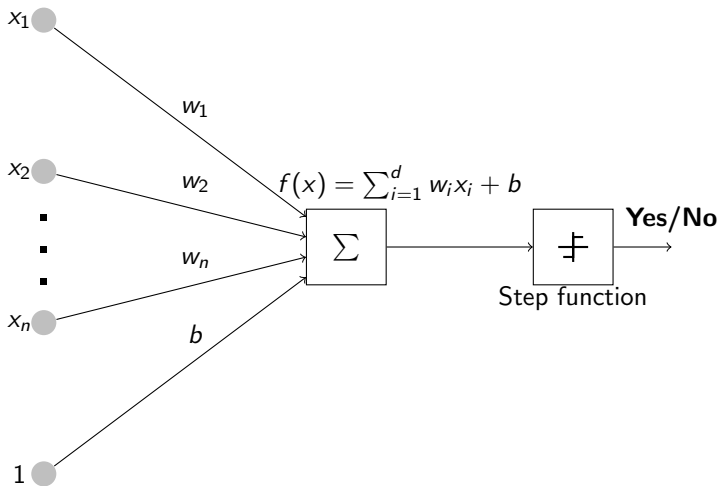 x₁
w₁
x₂
w₂
f(x) = ∑ᵢ₌₁ᵈ wᵢxᵢ + b
Yes/No
wₙ
∑
Step function
xₙ
b
1